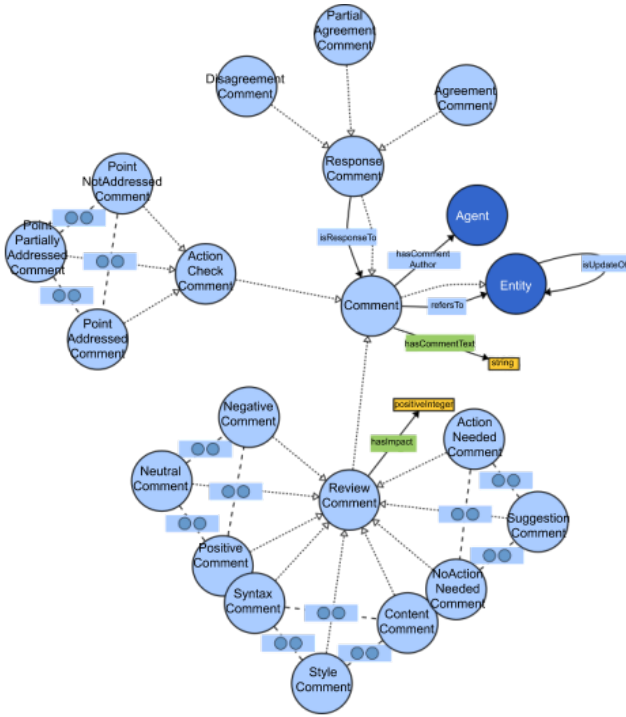 Partial
Agreement
Comment
Disagreement
Comment
Agreement
Comment
Response
Comment
Point
NotAddressed
Comment
Point
Partially
Addressed
Comment
Action
Check
Comment
Point
Addressed
Comment
isResponseTo
hasComment
Author
Agent
Entity
isUpdateOf
Comment
refersTo
hasCommentText
string
positiveInteger
hasImpact
Negative
Comment
Neutral
Comment
Positive
Comment
Review
Comment
Action
Needed
Comment
Suggestion
Comment
NoAction
Needed
Comment
Syntax
Comment
Content
Comment
Style
Comment